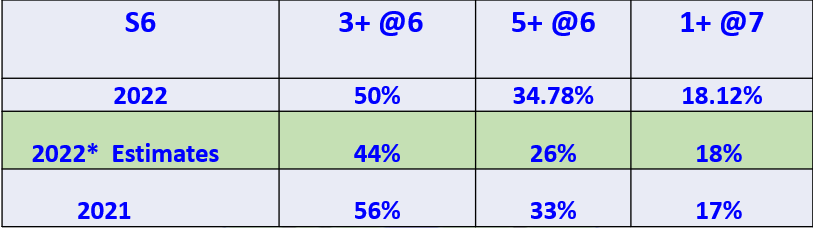 S6 3+ @6 5+ @6 1+ @7
2022 50% 34.78% 18.12%
2022* Estimates 44% 26% 18%
2021 56% 33% 17%